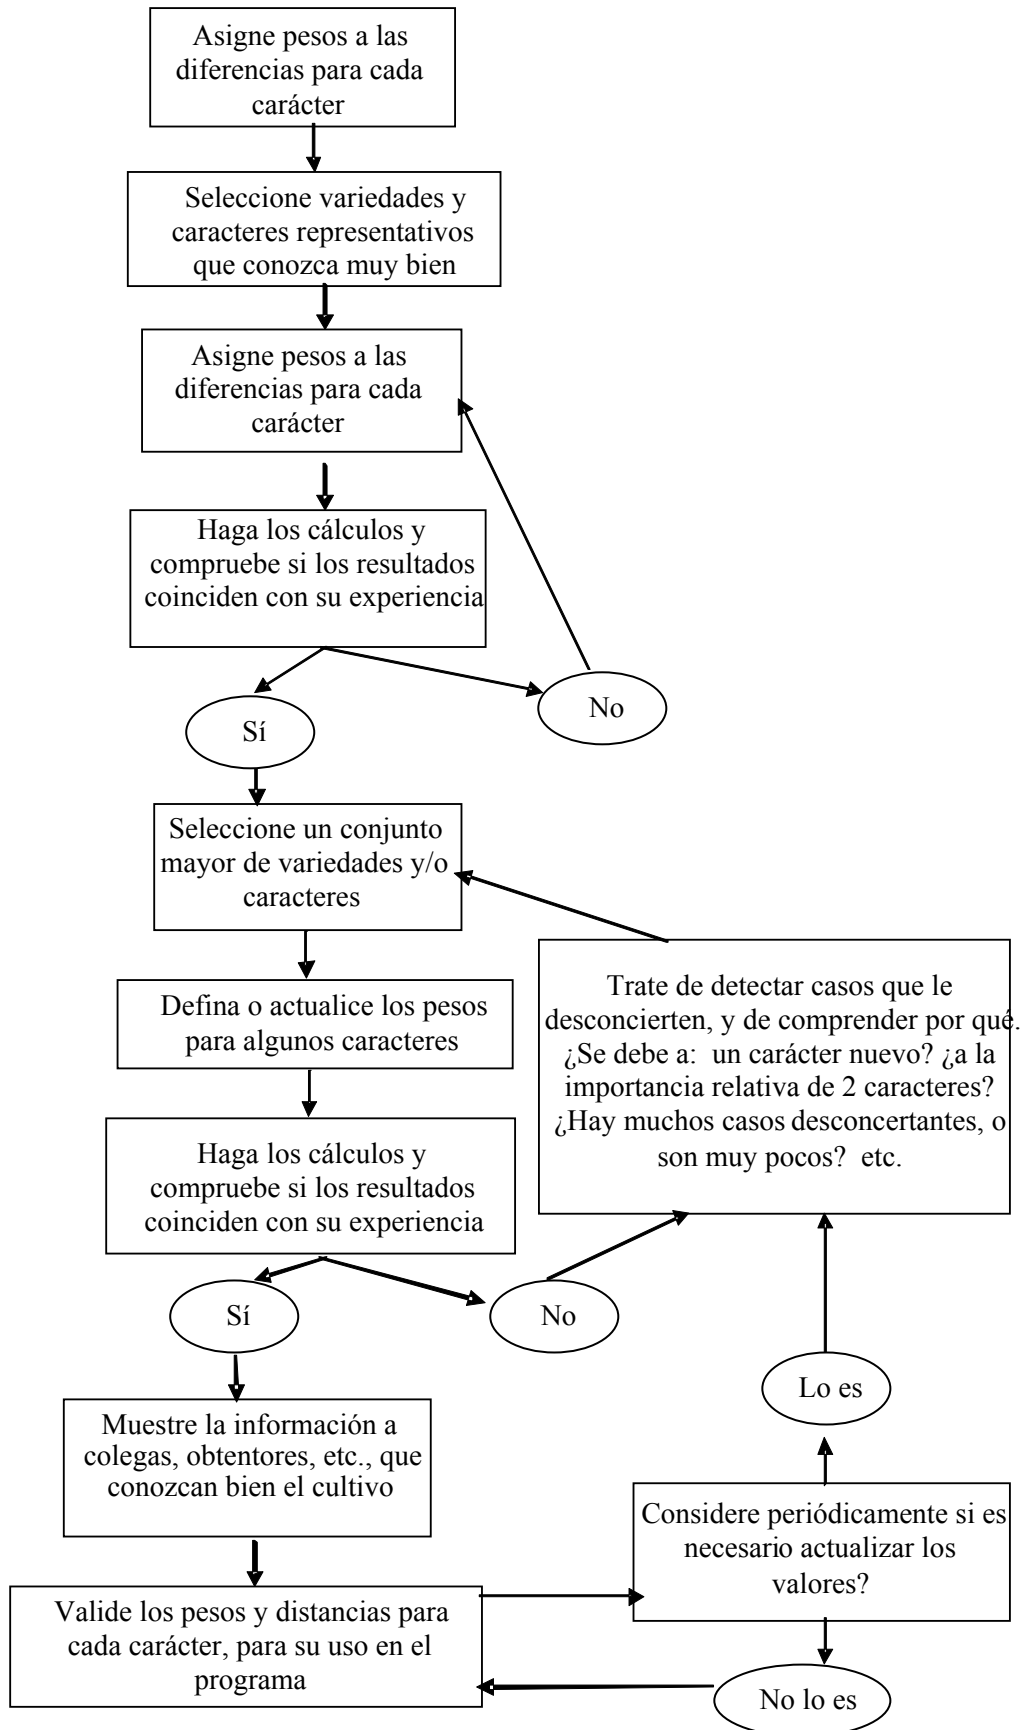 Asigne pesos a las
diferencias para cada
carácter
Seleccione variedades y
caracteres representativos
que conozca muy bien
Asigne pesos a las
diferencias para cada
carácter
Haga los cálculos y
compruebe si los resultados
coinciden con su experiencia
Sí
No
Seleccione un conjunto
mayor de variedades y/o
caracteres
Defina o actualice los pesos
para algunos caracteres
Trate de detectar casos que le
desconcierten, y de comprender por qué.
¿Se debe a: un carácter nuevo? ¿a la
importancia relativa de 2 caracteres?
¿Hay muchos casos desconcertantes, o
son muy pocos? etc.
Haga los cálculos y
compruebe si los resultados
coinciden con su experiencia
Sí
No
Lo es
Muestre la información a
colegas, obtentores, etc., que
conozcan bien el cultivo
Considere periódicamente si es
necesario actualizar los
valores?
Valide los pesos y distancias para
cada carácter, para su uso en el
programa
No lo es